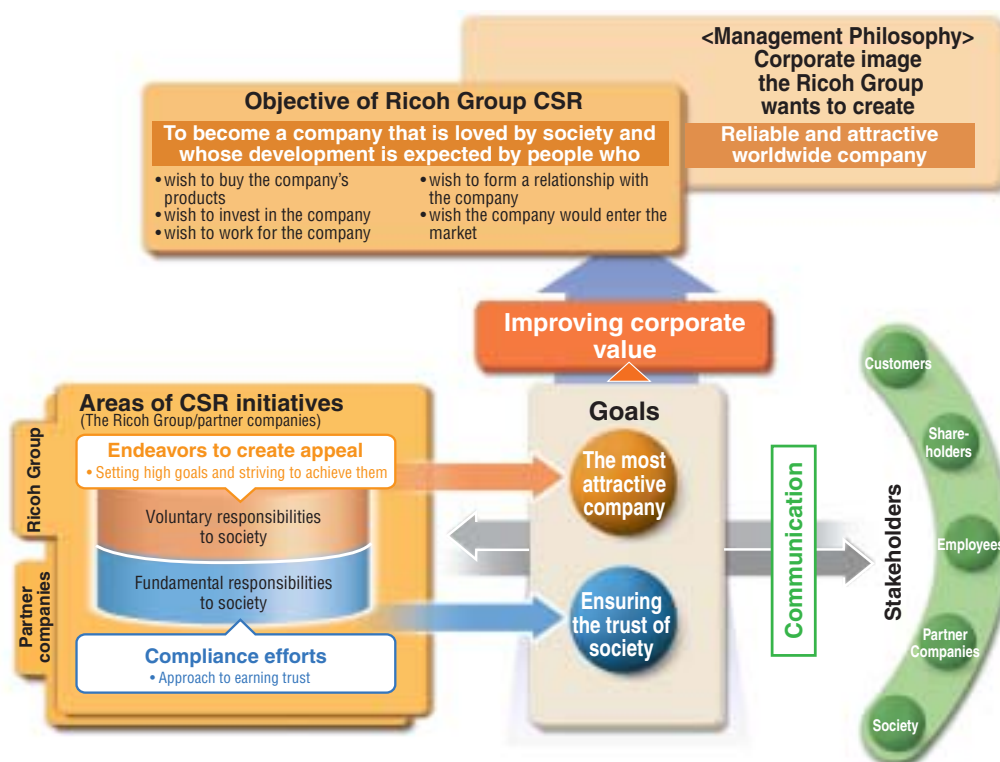 <Management Philosophy>
Corporate image
the Ricoh Group
wants to create
Reliable and attractive
worldwide company
Objective of Ricoh Group CSR
To become a company that is loved by society and
whose development is expected by people who
• wish to buy the company's
products
• wish to invest in the company
• wish to work for the company
• wish to form a relationship with
the company
• wish the company would enter the
market
Improving corporate
value
Areas of CSR initiatives
(The Ricoh Group/partner companies)
Ricoh Group
Partner
companies
Endeavors to create appeal
• Setting high goals and striving to achieve them
Voluntary responsibilities
to society
Fundamental responsibilities
to society
Compliance efforts
• Approach to earning trust
Goals
The most
attractive
company
Ensuring
the trust of
society
Communication
Stakeholders
Customers
Share-
holders
Employees
Partner
Companies
Society